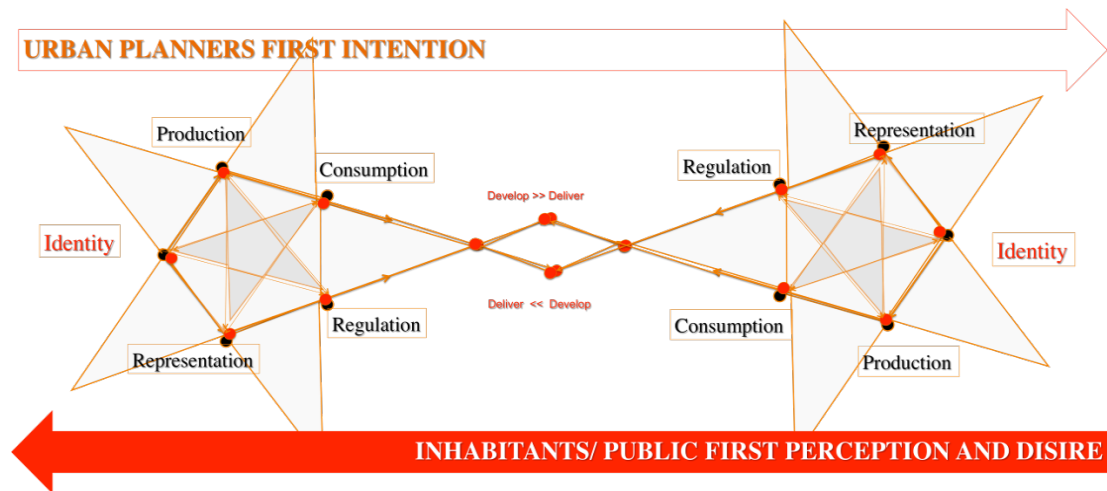 URBAN PLANNERS FIRST INTENTION
Production
Consumption
Identity
Regulation
Representation
Develop >> Deliver
Deliver << Develop
Representation
Regulation
Identity
Consumption
Production
INHABITANTS/ PUBLIC FIRST PERCEPTION AND DISIRE